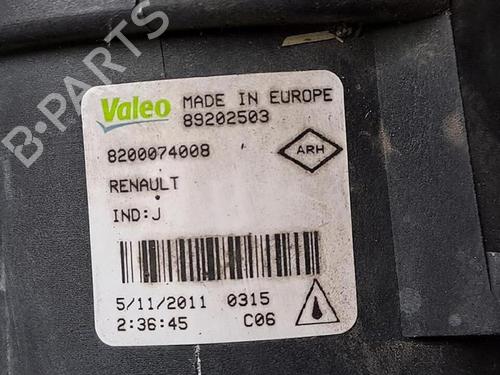 B-PARTS
Valeo MADE IN EUROPE
89202503
8200074008
ARH
RENAULT
IND:J
5/11/2011 0315
2:36:45 C06